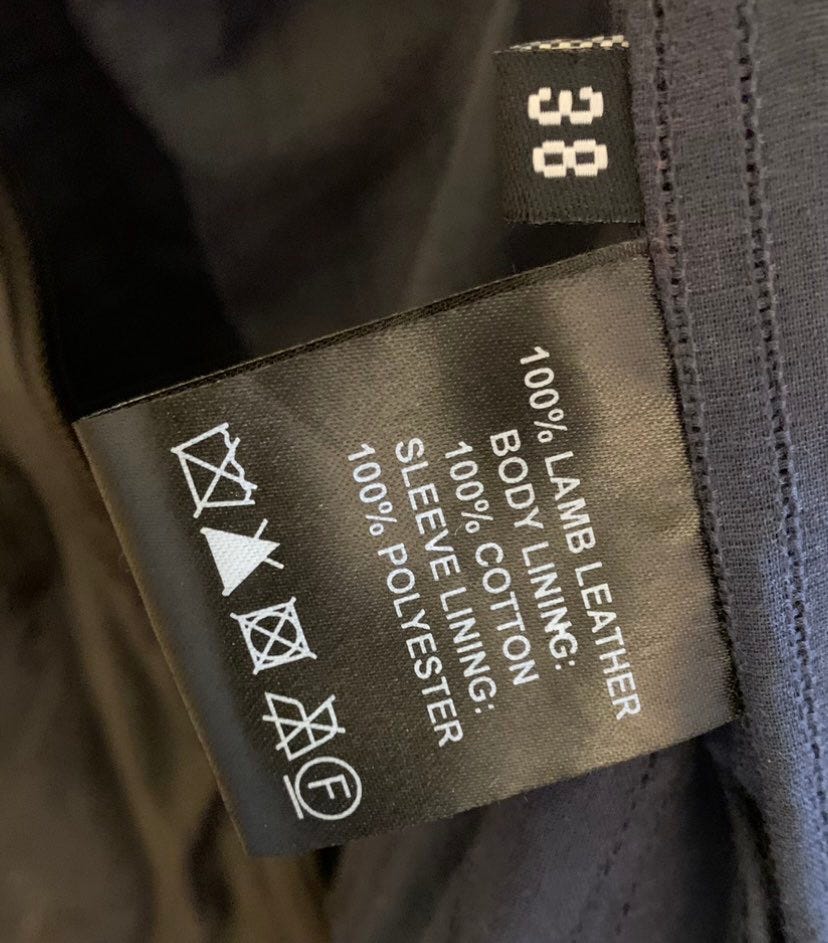 38
100% LAMB LEATHER
BODY LINING:
100% COTTON
SLEEVE LINING:
100% POLYESTER
F